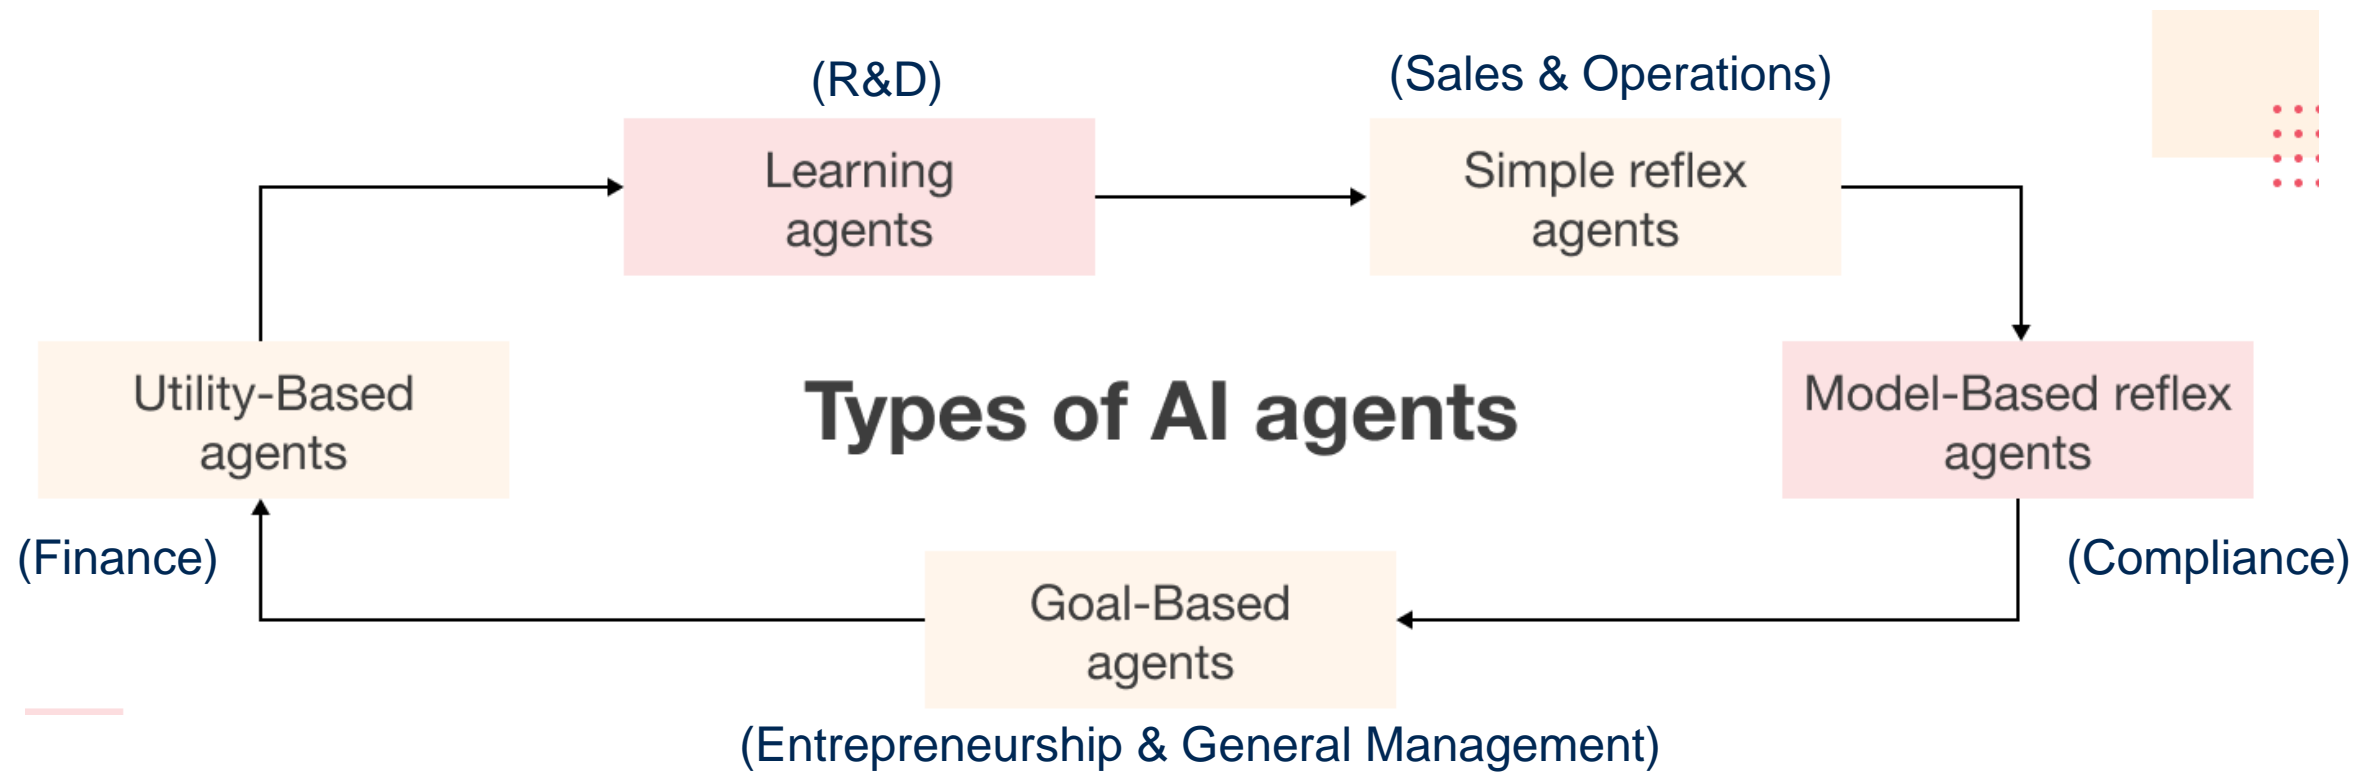 (R&D)
(Sales & Operations)
Learning
agents
Simple reflex
agents
Utility-Based
agents
Types of AI agents
Model-Based reflex
agents
(Finance)
(Compliance)
Goal-Based
agents
(Entrepreneurship & General Management)